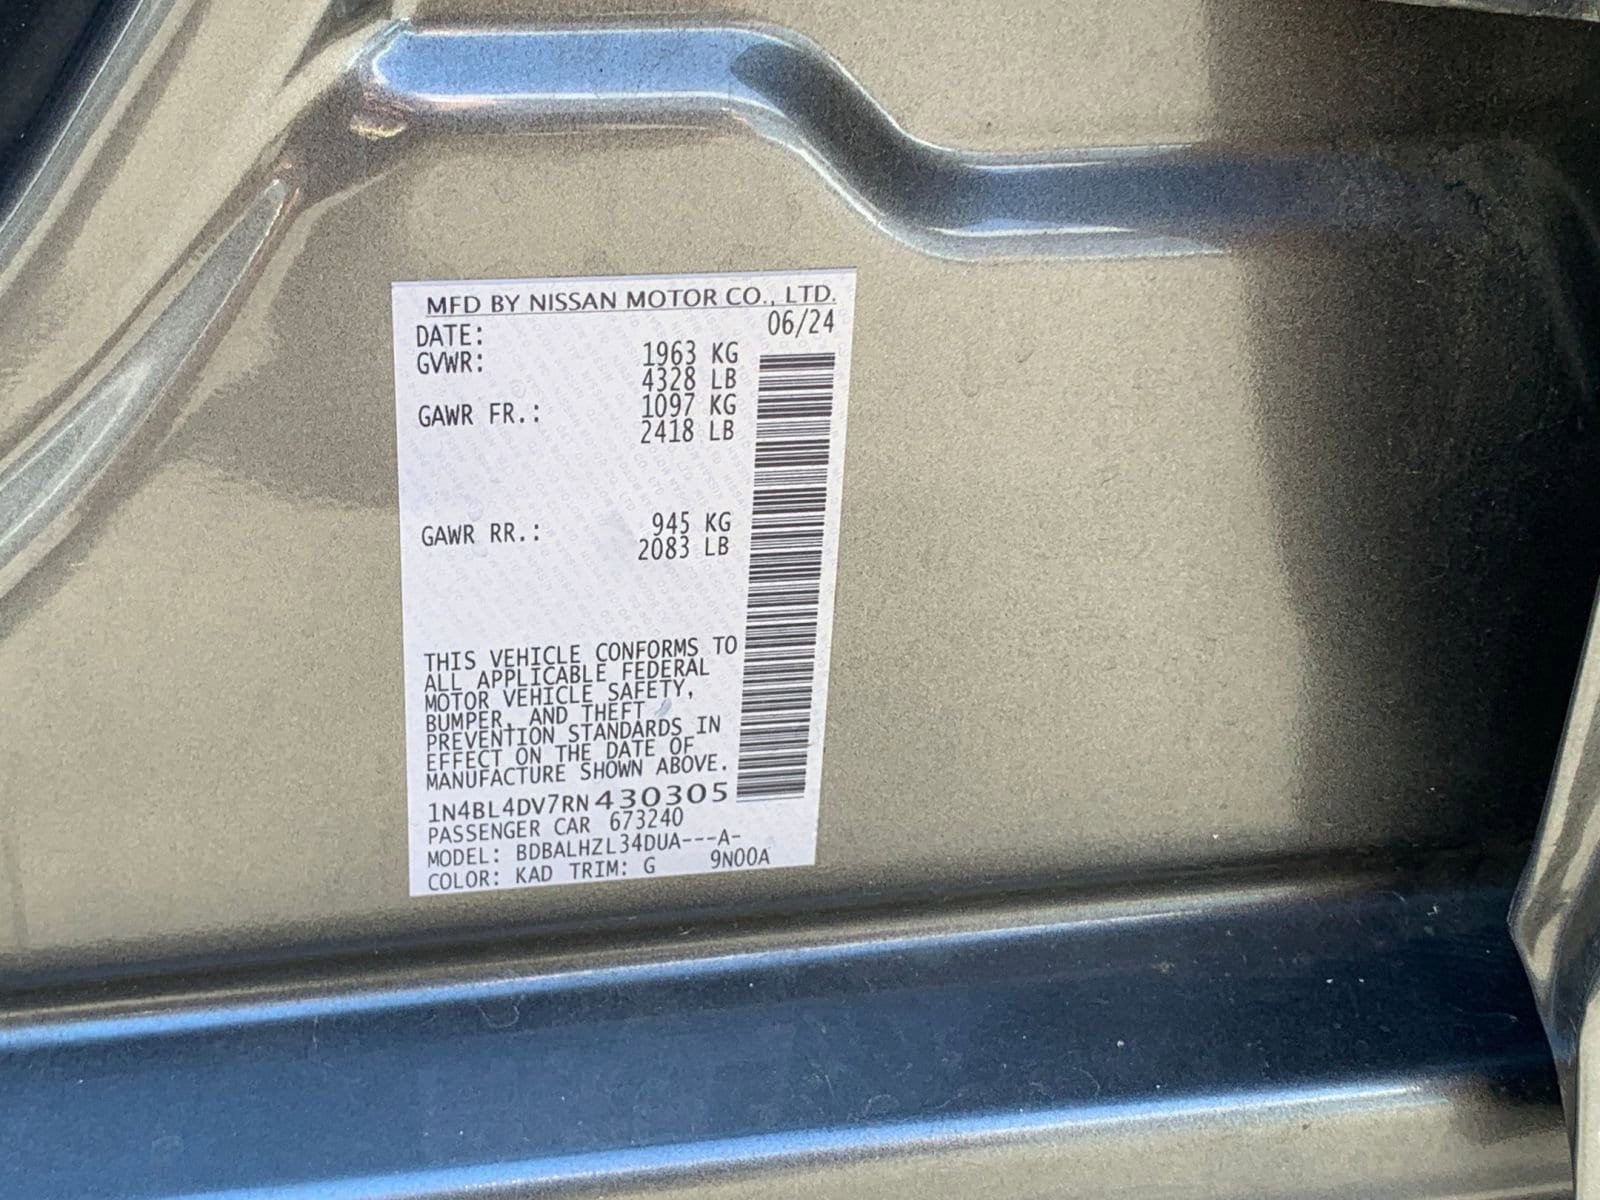 MFD BY NISSAN MOTOR CO., LTD.
DATE: 06/24
GVWR: 1963 KG
4328 LB
GAWR FR.: 1097 KG
2418 LB
GAWR RR.: 945 KG
2083 LB
THIS VEHICLE CONFORMS TO
ALL APPLICABLE FEDERAL
MOTOR VEHICLE SAFETY,
BUMPER, AND THEFT
PREVENTION STANDARDS IN
EFFECT ON THE DATE OF
MANUFACTURE SHOWN ABOVE.
1N4BL4DV7RN430305
PASSENGER CAR 673240
MODEL: BDBALHZL34DUA---A-
COLOR: KAD TRIM: G 9N00A